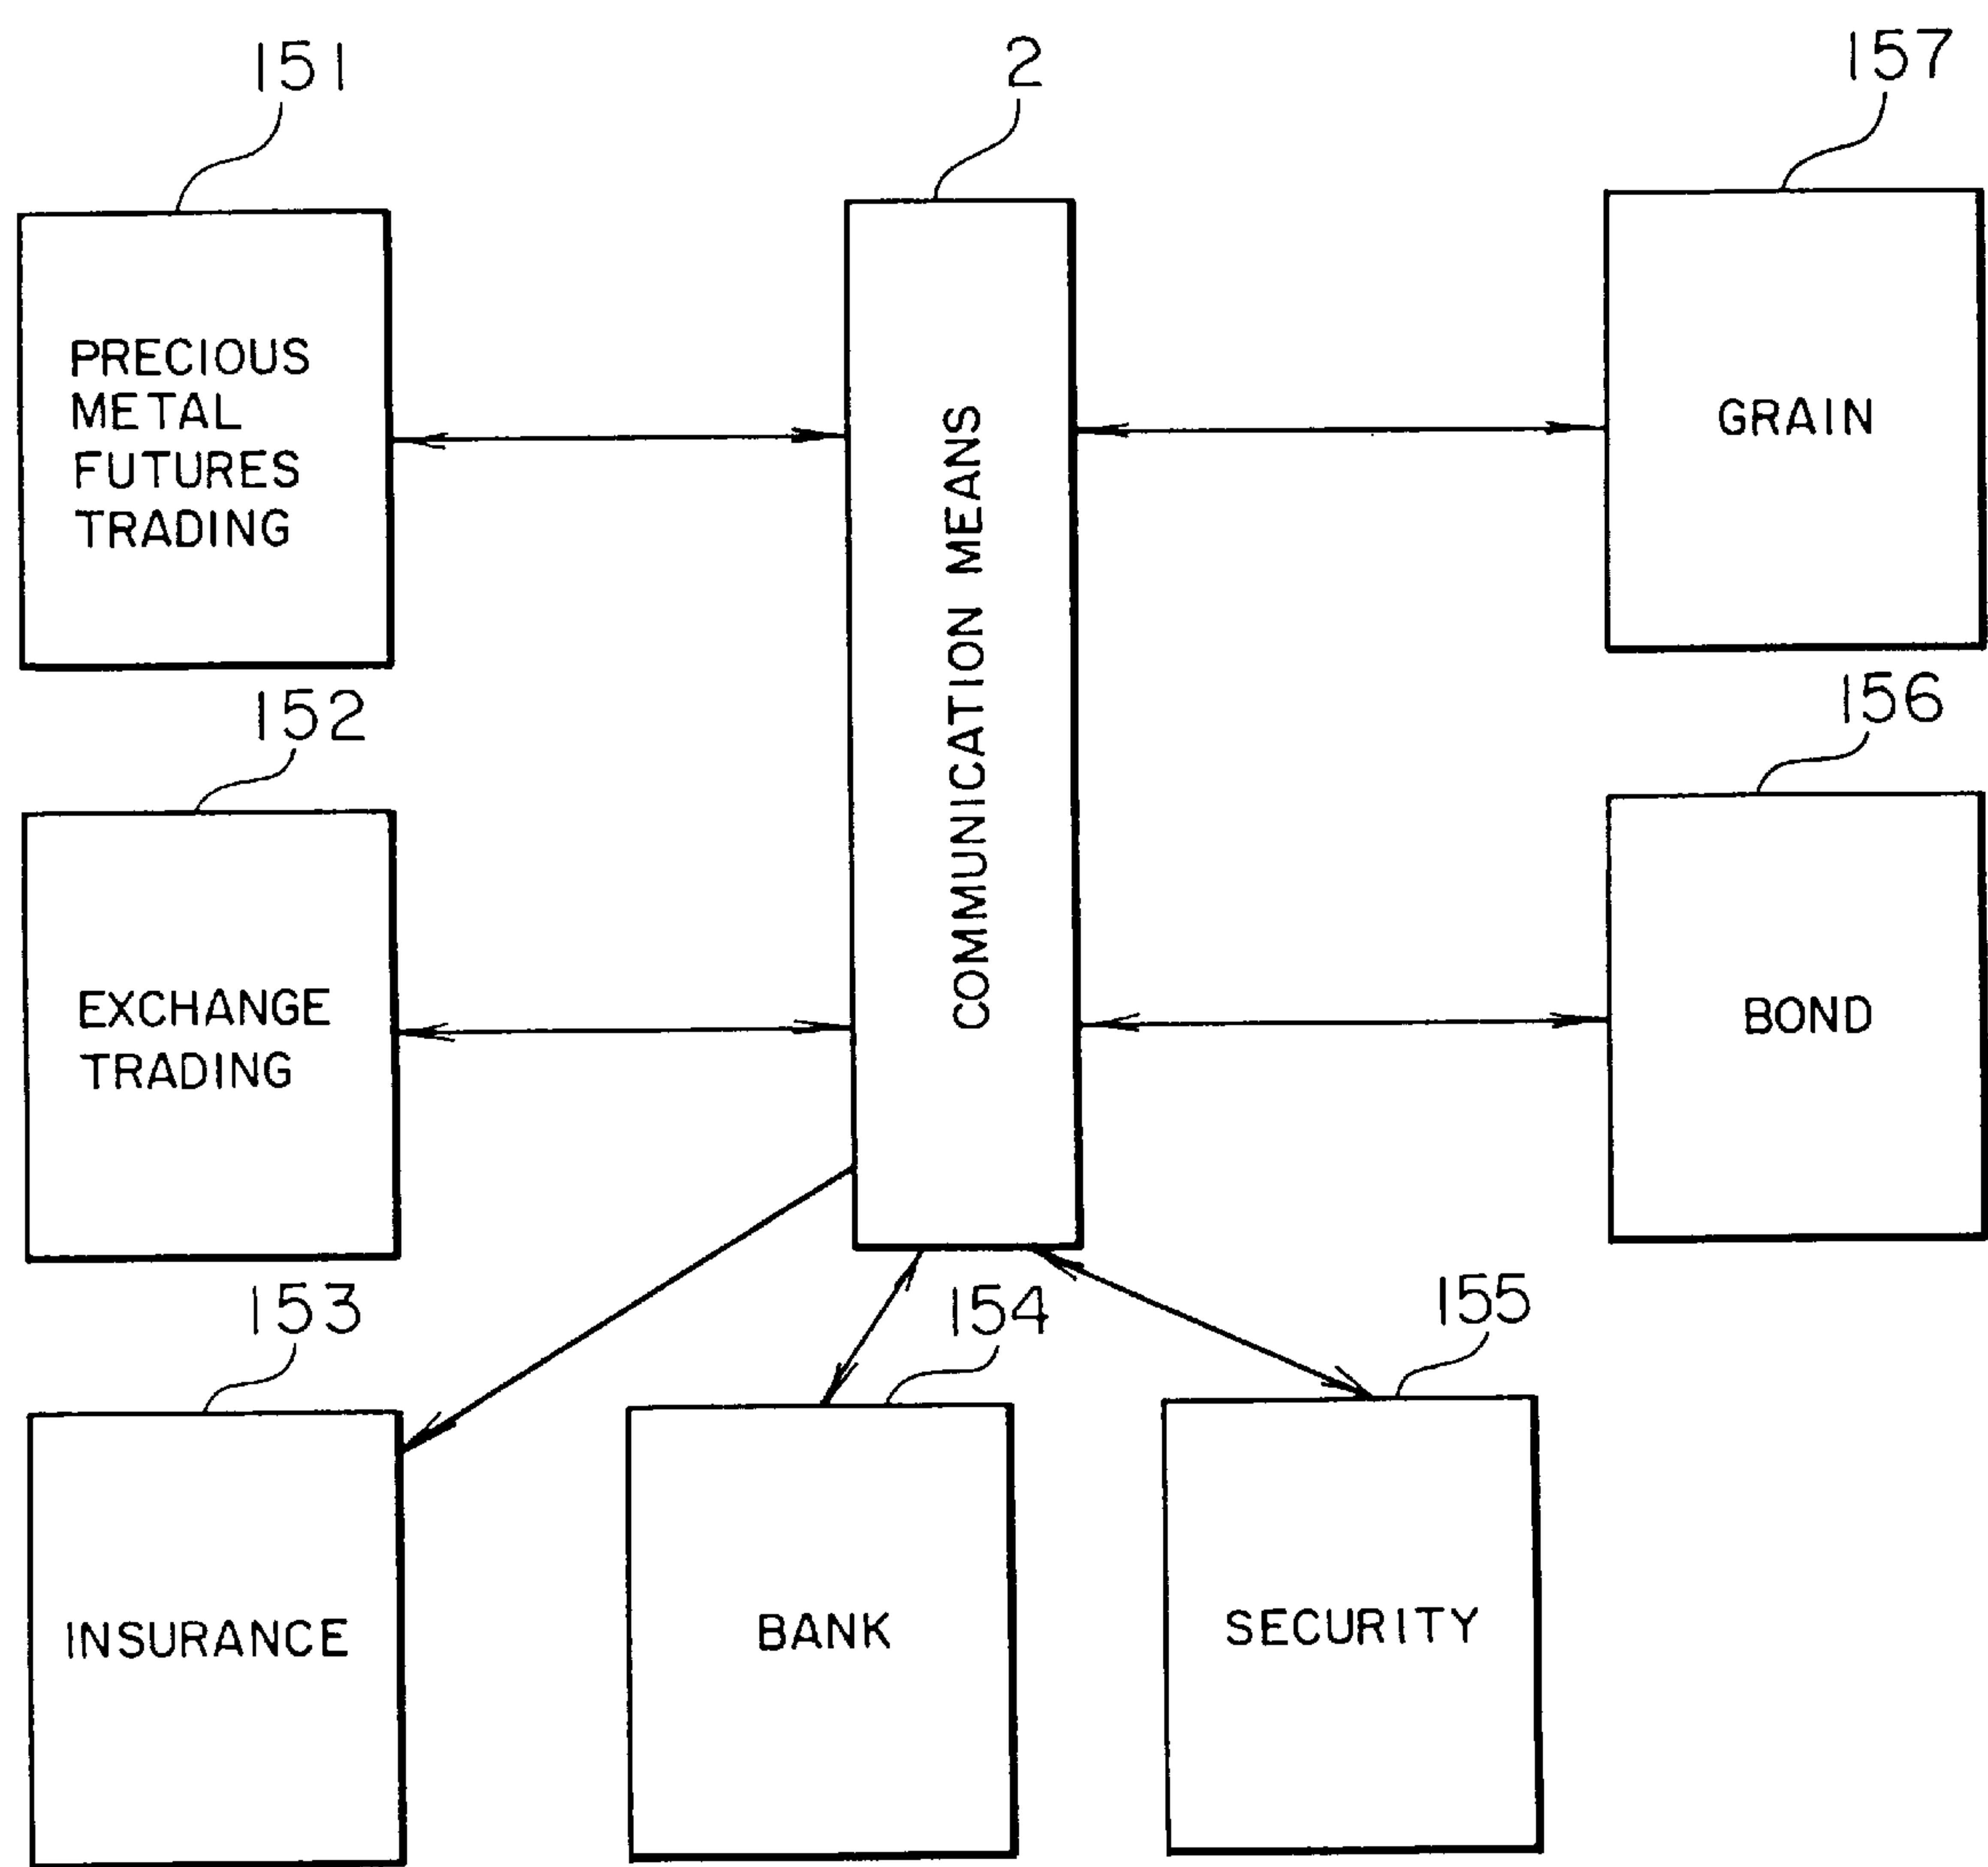 151
2
157
PRECIOUS
METAL
FUTURES
TRADING
COMMUNICATION MEANS
GRAIN
152
156
EXCHANGE
TRADING
BOND
153
154
155
INSURANCE
BANK
SECURITY